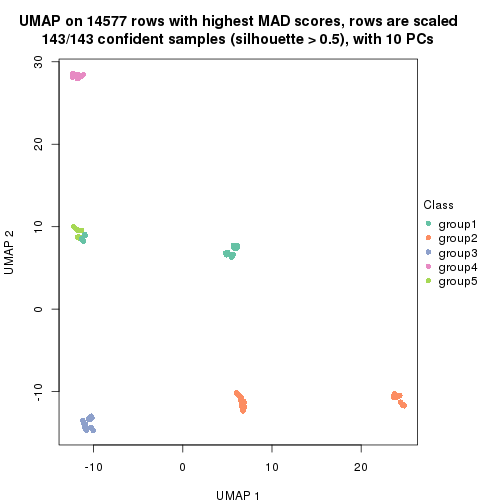 UMAP on 14577 rows with highest MAD scores, rows are scaled
143/143 confident samples (silhouette > 0.5), with 10 PCs
30
20
10
0
-10
UMAP 2
-10 0 10 20
UMAP 1
Class
group1
group2
group3
group4
group5